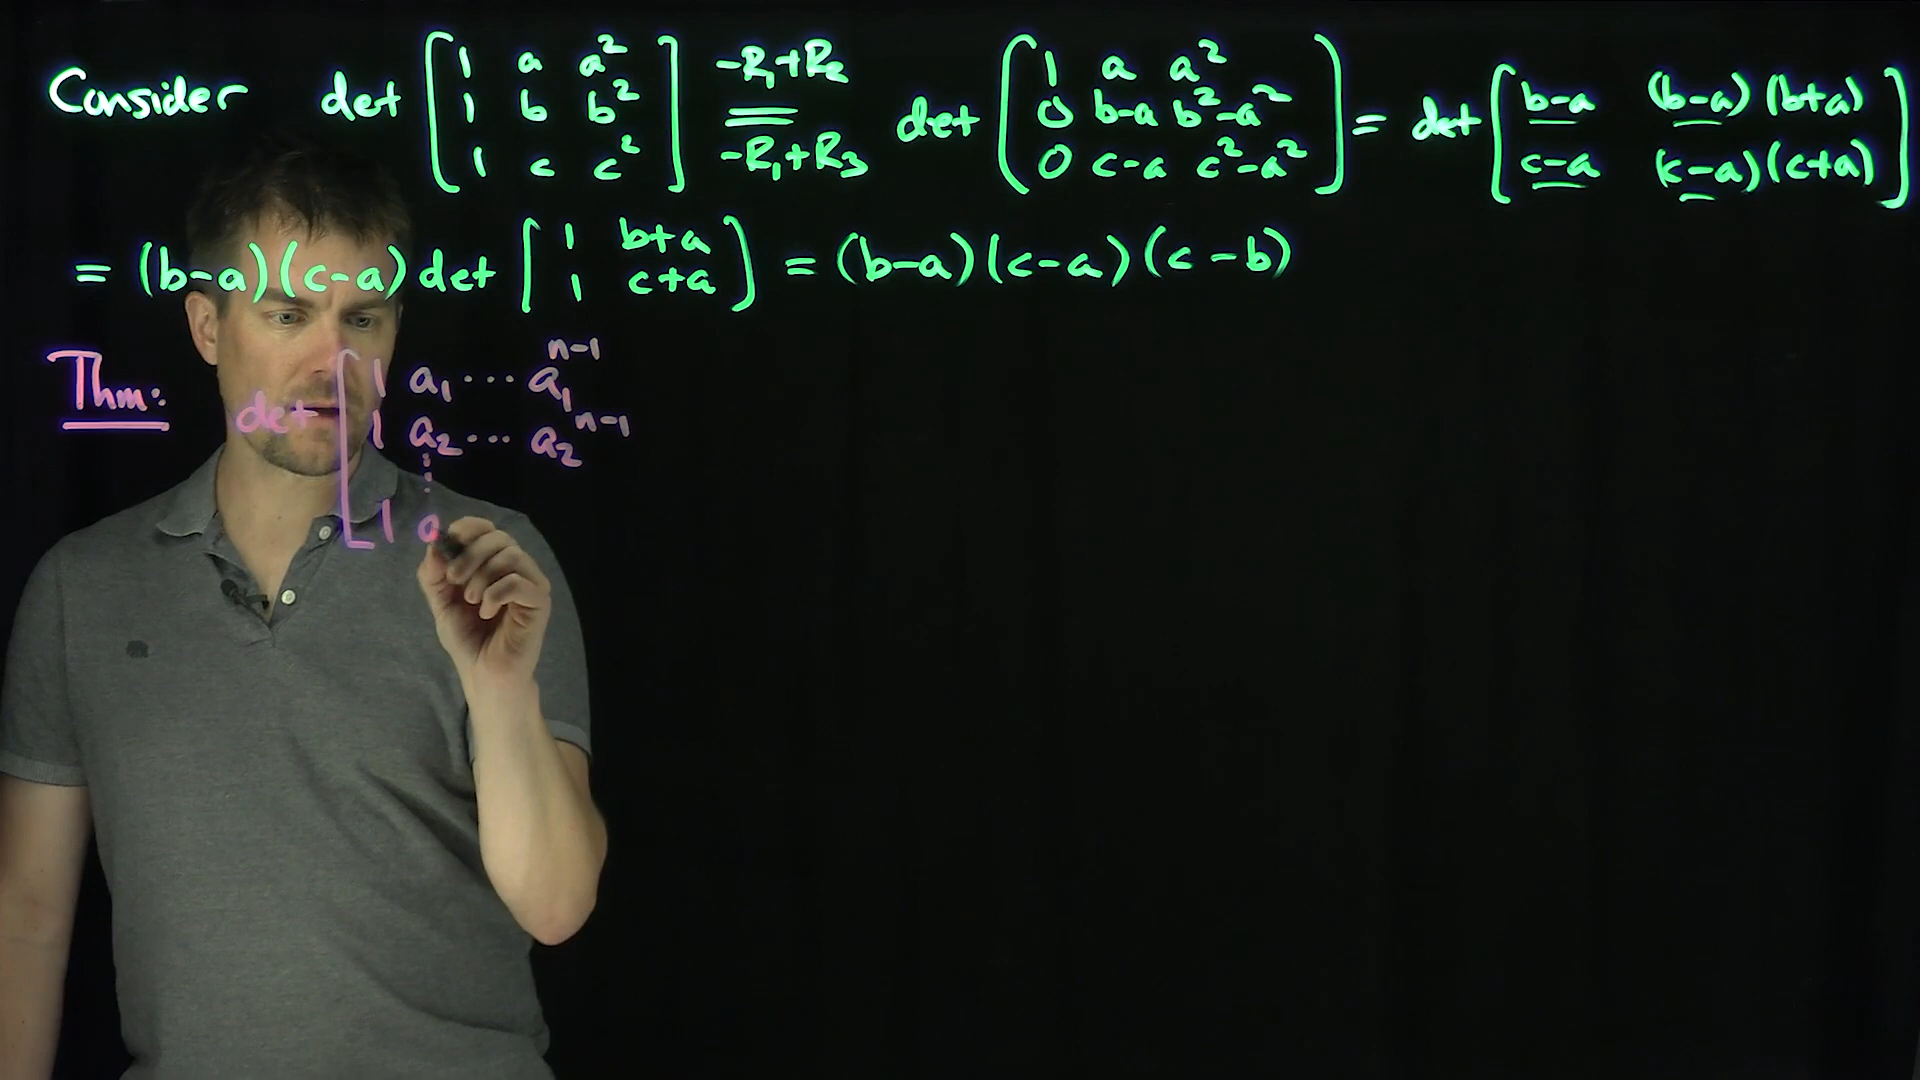 Consider det [ 1 a a² ; 1 b b² ; 1 c c² ] -R₁+R₂ = -R₁+R₃ det [ 1 a a² ; 0 b-a b²-a² ; 0 c-a c²-a² ] = det [ b-a (b-a)(b+a) ; c-a (c-a)(c+a) ]
= (b-a)(c-a) det [ 1 b+a ; 1 c+a ] = (b-a)(c-a)(c-b)
Thm: det [ 1 a₁ ⋯ a₁ⁿ⁻¹
1 a₂ ⋯ a₂ⁿ⁻¹
⋮
1 a